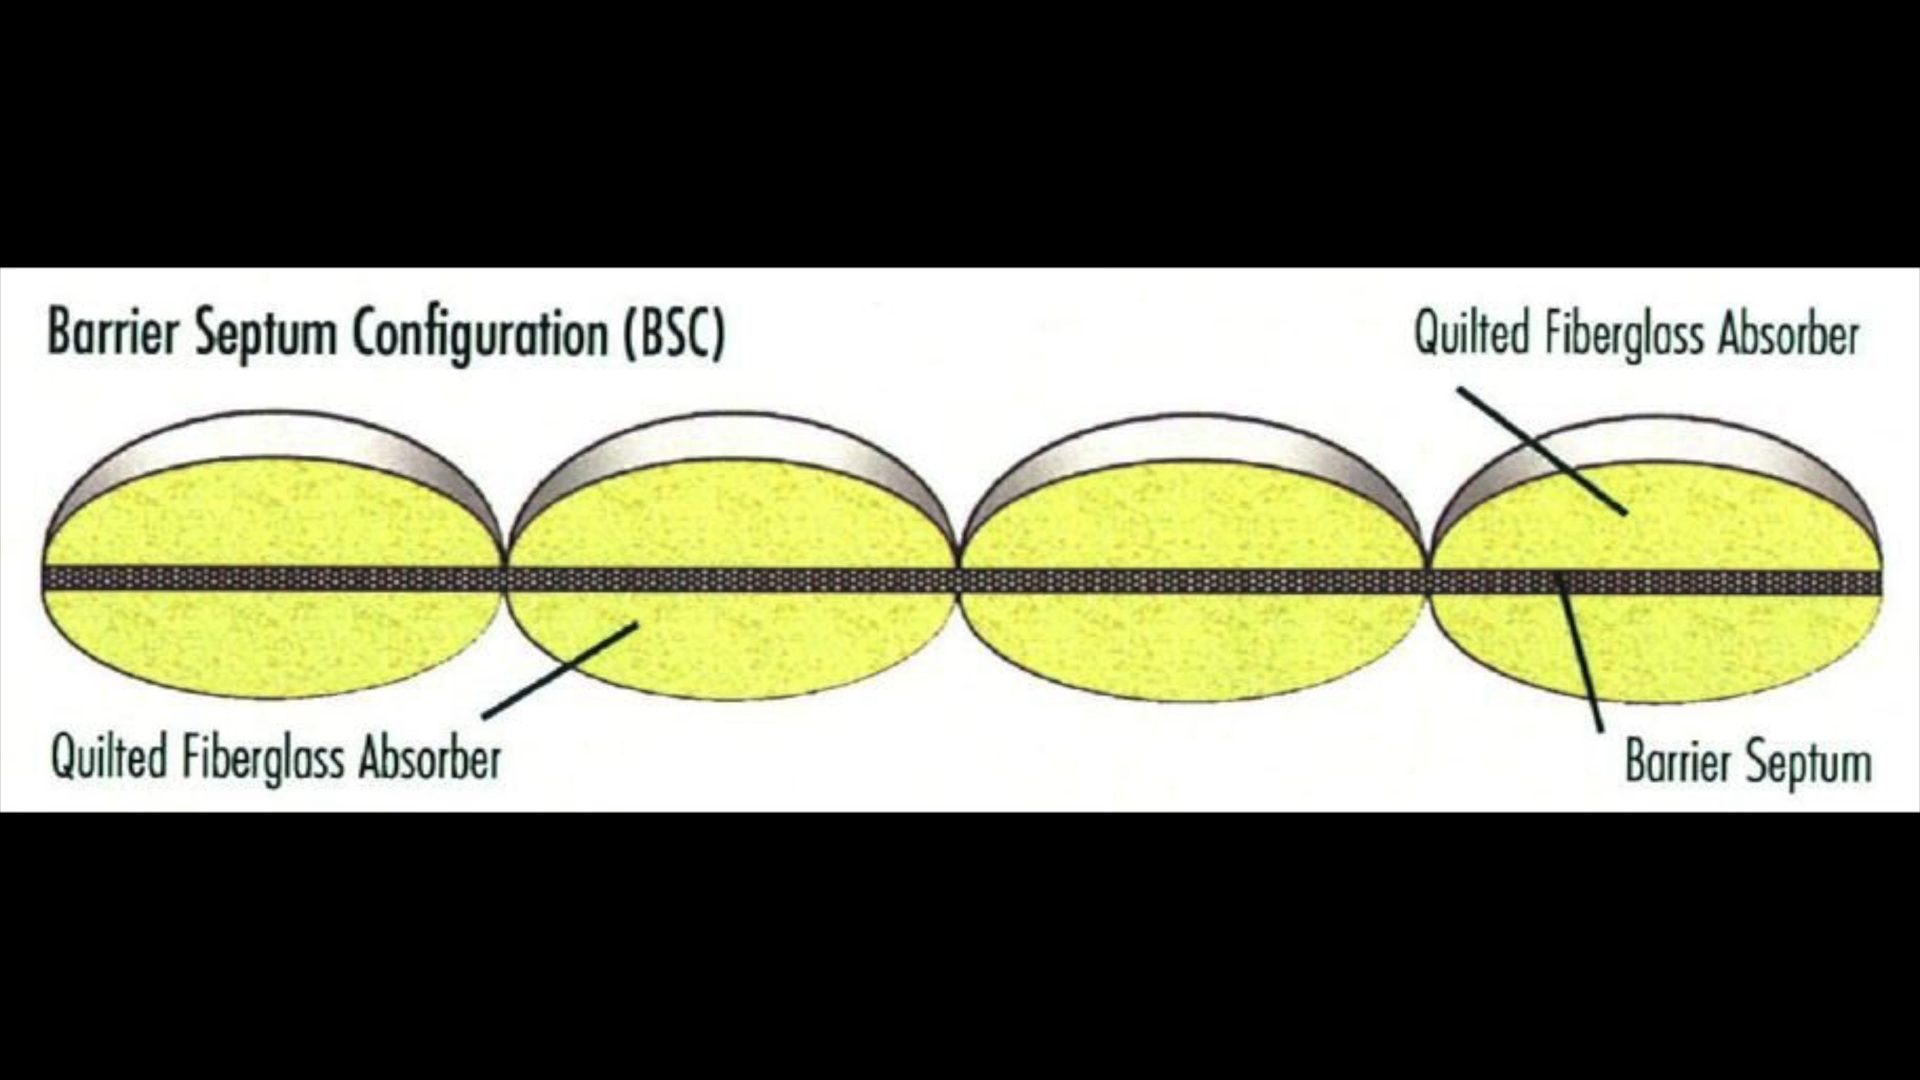 Barrier Septum Configuration (BSC)
Quilted Fiberglass Absorber
Quilted Fiberglass Absorber
Barrier Septum